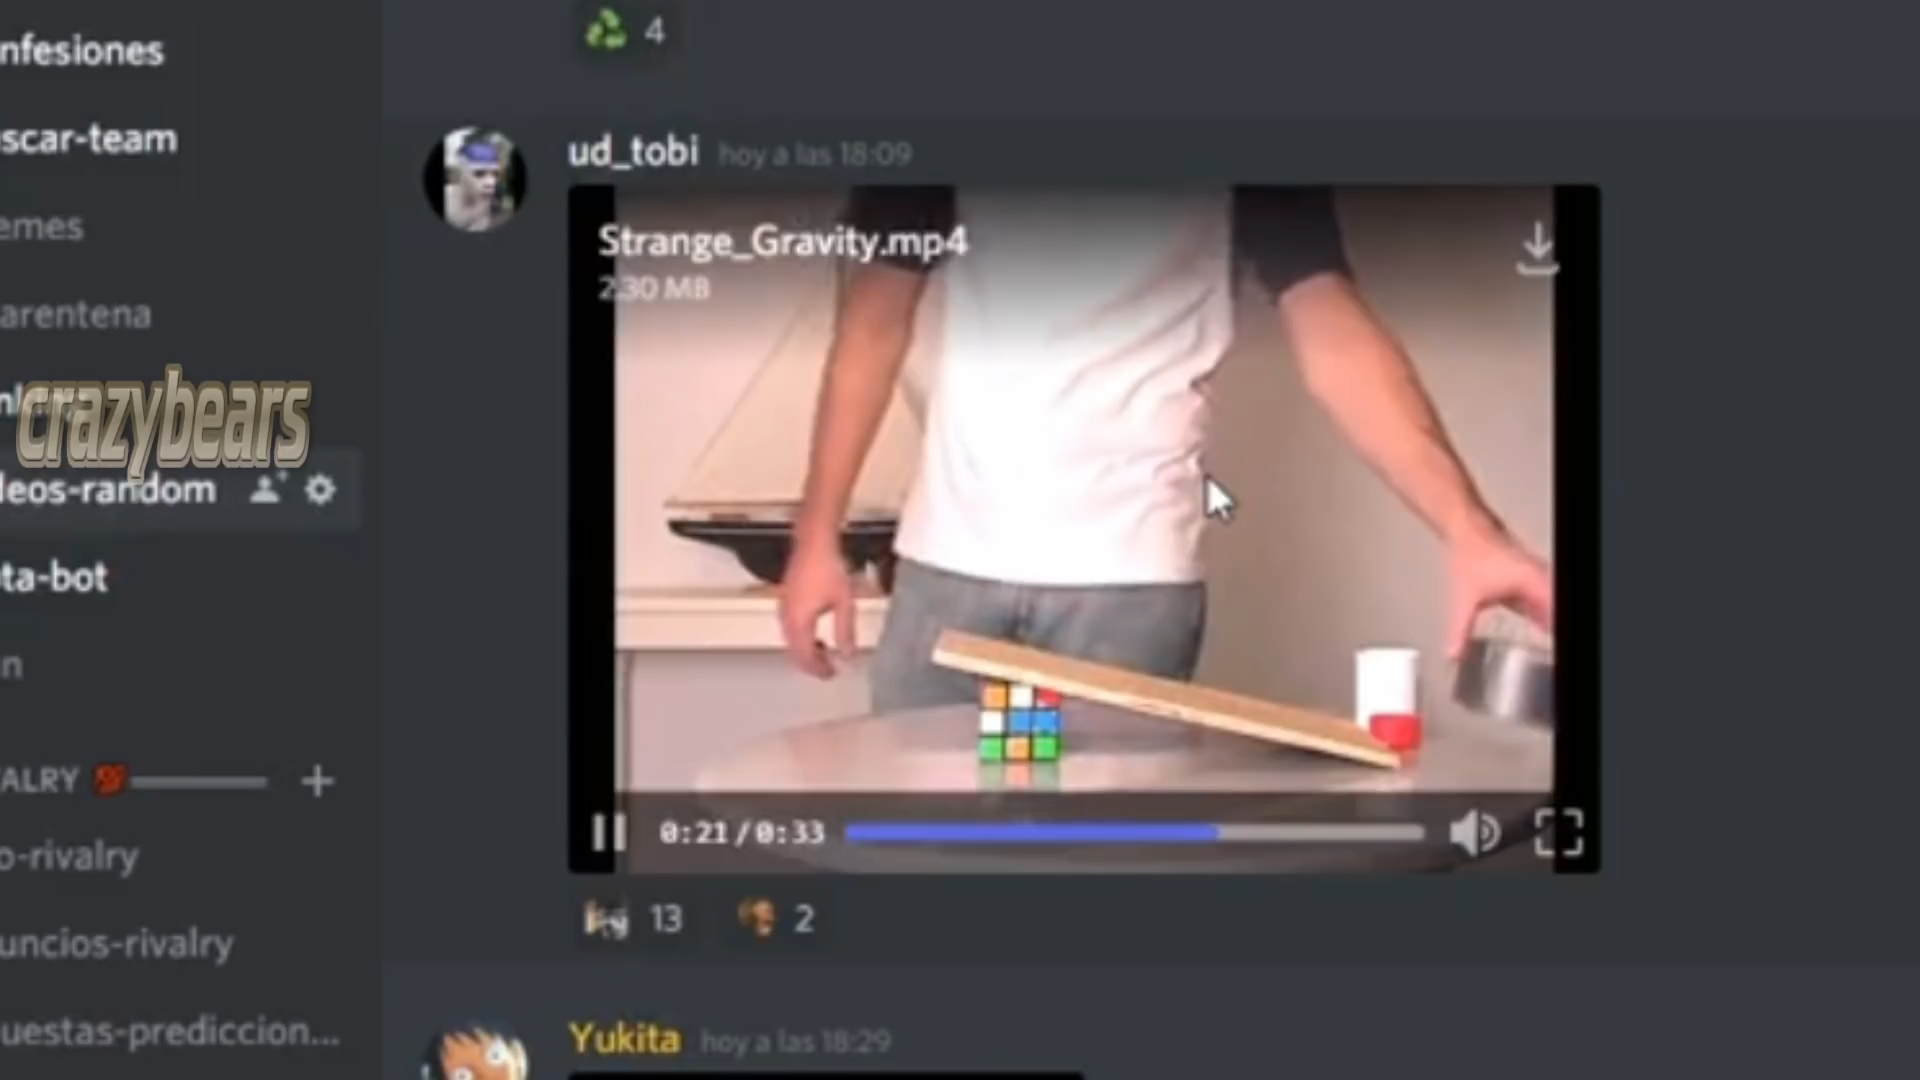 nfesiones
scar-team
emes
arentena
crazybears
deos-random
ta-bot
n
ALRY
o-rivalry
uncios-rivalry
uestas-prediccion...
4
ud_tobi hoy a las 18:09
Strange_Gravity.mp4
2.30 MB
0:21 / 0:33
13 2
Yukita hoy a las 18:29